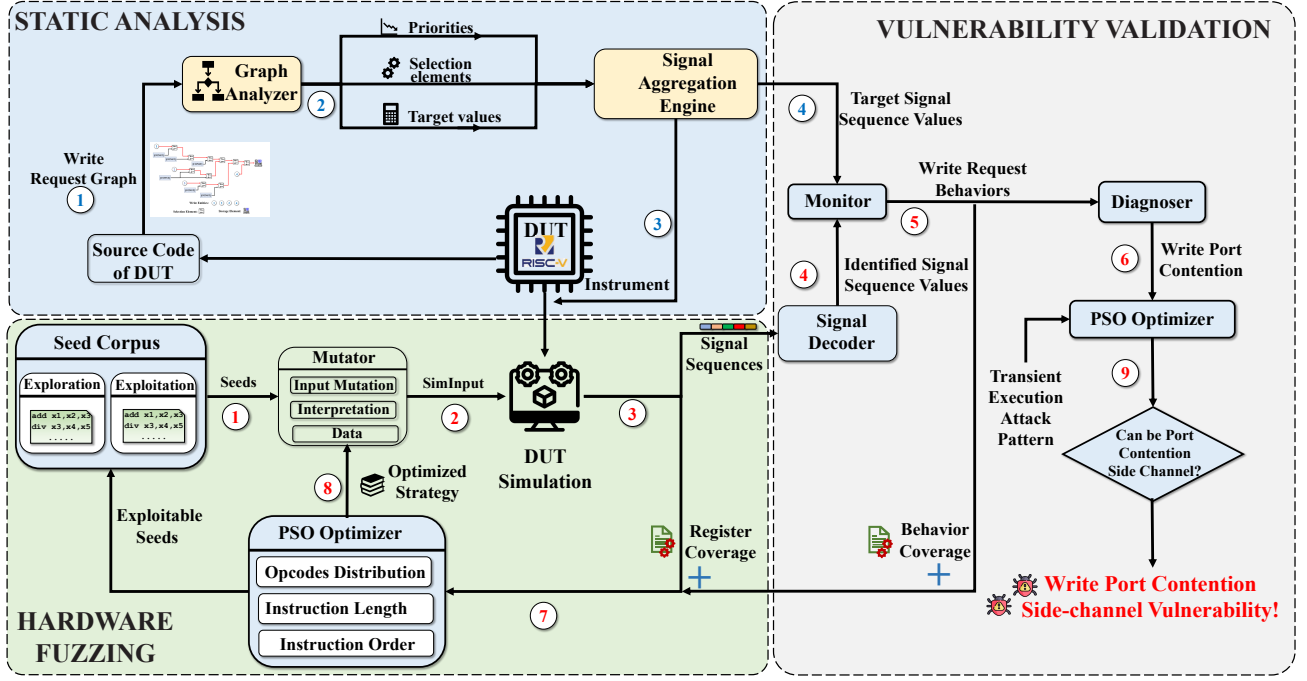 STATIC ANALYSIS
Graph
Analyzer
2
Priorities
Selection
elements
Target values
Signal
Aggregation
Engine
Write
Request Graph
1
Source Code
of DUT
DUT
RISC-V
3
Instrument
VULNERABILITY VALIDATION
4
Target Signal
Sequence Values
Monitor
5
Write Request
Behaviors
Diagnoser
4
Identified Signal
Sequence Values
Signal
Decoder
6
Write Port
Contention
PSO Optimizer
Transient
Execution
Attack
Pattern
9
Can be Port
Contention
Side Channel?
Write Port Contention
Side-channel Vulnerability!
Behavior
Coverage
Seed Corpus
Exploration
add x1,x2,x3
div x3,x4,x5
.....
Exploitation
add x1,x2,x3
div x3,x4,x5
.....
Seeds
1
Mutator
Input Mutation
Interpretation
Data
SimInput
2
DUT
Simulation
3
Signal
Sequences
8
Optimized
Strategy
Exploitable
Seeds
PSO Optimizer
Opcodes Distribution
Instruction Length
Instruction Order
7
Register
Coverage
HARDWARE
FUZZING